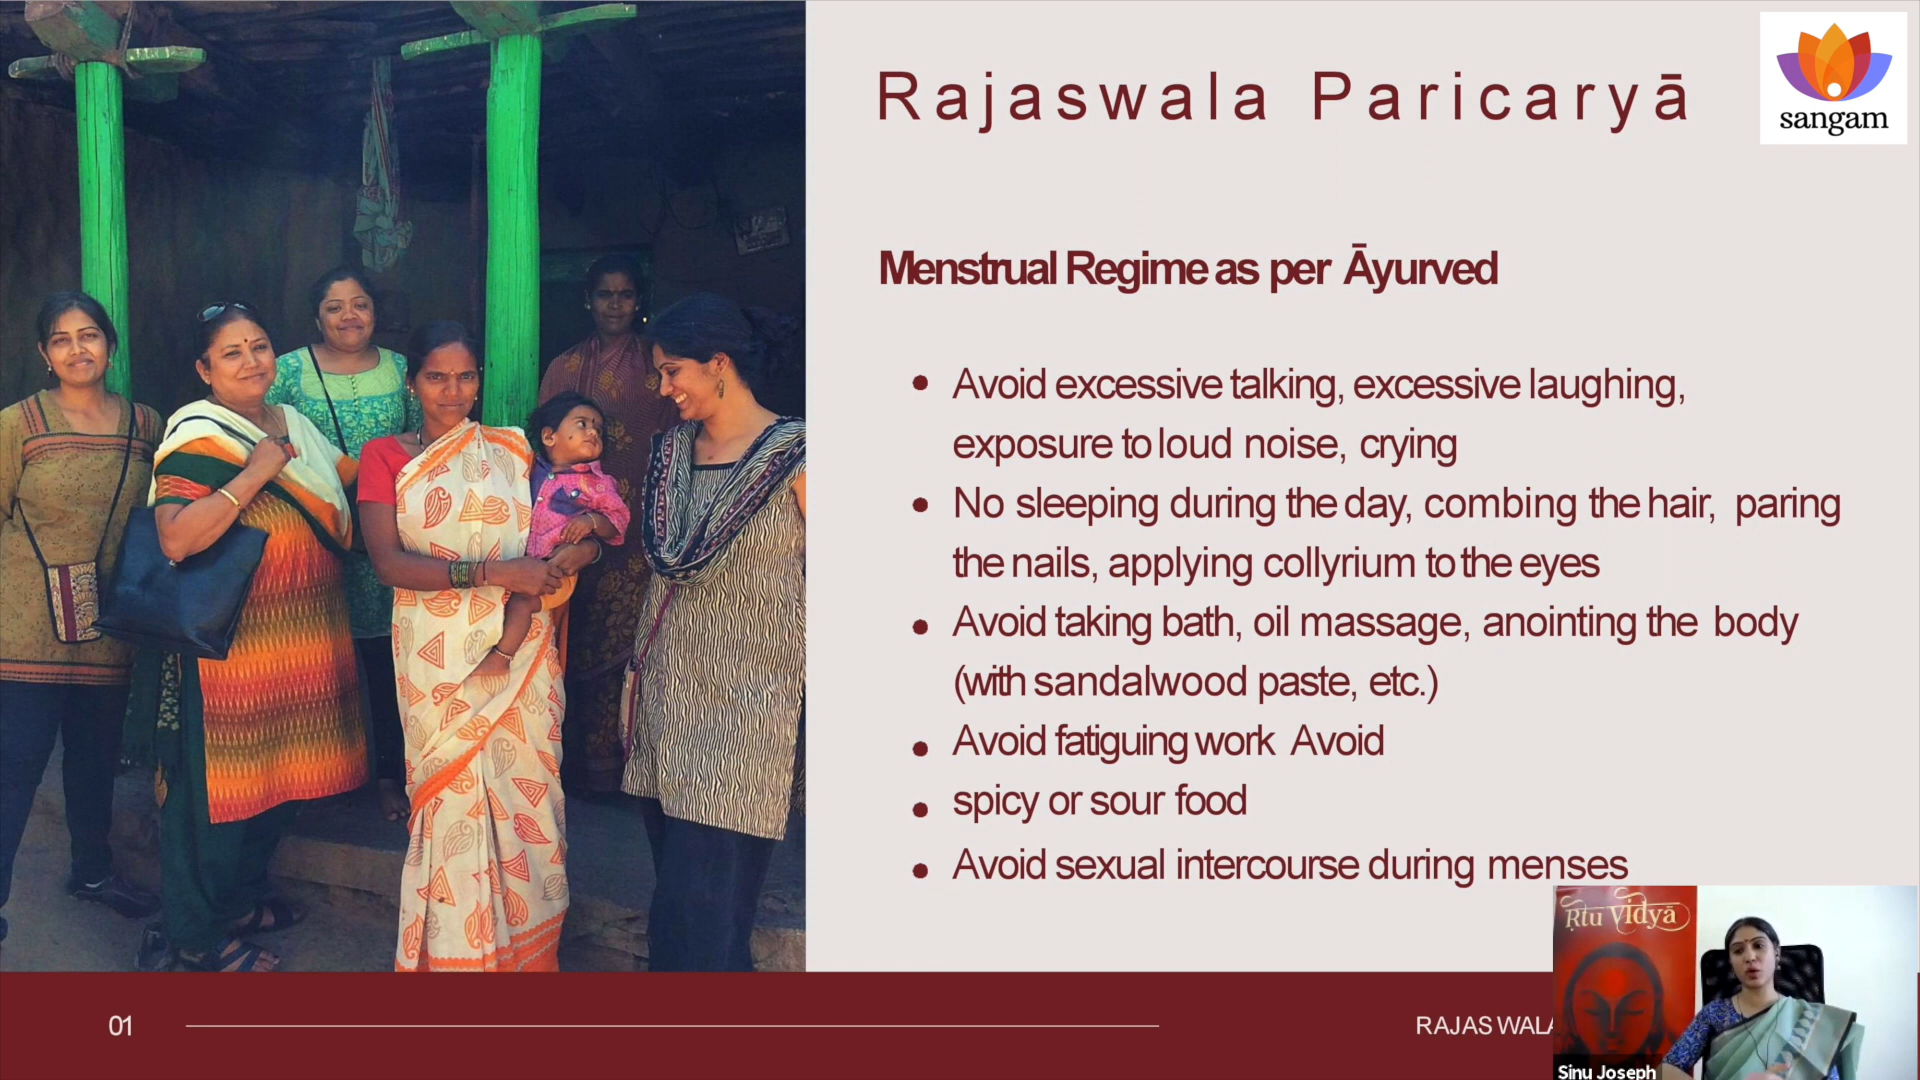 Rajaswala Paricaryā
sangam
Menstrual Regime as per Āyurved
• Avoid excessive talking, excessive laughing,
exposure to loud noise, crying
• No sleeping during the day, combing the hair, paring
the nails, applying collyrium to the eyes
• Avoid taking bath, oil massage, anointing the body
(with sandalwood paste, etc.)
• Avoid fatiguing work Avoid
• spicy or sour food
• Avoid sexual intercourse during menses
Ṛtu Vidyā
01
RAJASWALA
Sinu Joseph